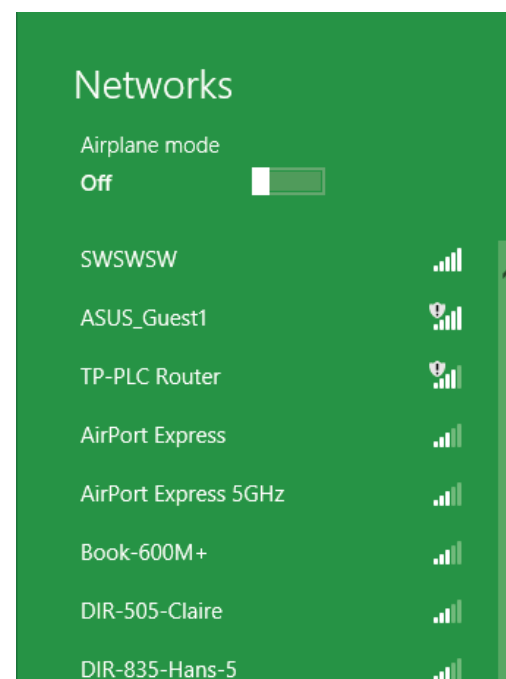 Networks
Airplane mode
Off
SWSWSW
ASUS_Guest1
TP-PLC Router
AirPort Express
AirPort Express 5GHz
Book-600M+
DIR-505-Claire
DIR-835-Hans-5